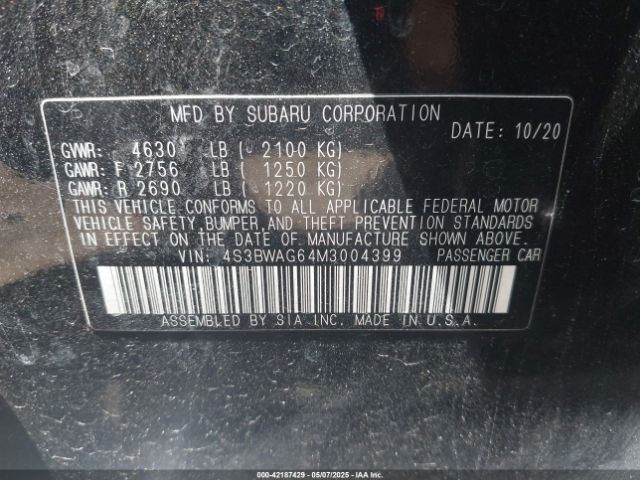 MFD BY SUBARU CORPORATION
DATE: 10/20
GVWR: 4630 LB ( 2100 KG)
GAWR: F 2756 LB ( 1250 KG)
GAWR: R 2690 LB ( 1220 KG)
THIS VEHICLE CONFORMS TO ALL APPLICABLE FEDERAL MOTOR
VEHICLE SAFETY, BUMPER, AND THEFT PREVENTION STANDARDS
IN EFFECT ON THE DATE OF MANUFACTURE SHOWN ABOVE.
VIN: 4S3BWAG64M3004399 PASSENGER CAR
ASSEMBLED BY SIA INC. MADE IN U.S.A.
000-42187429 - 05/07/2025 - IAA Inc.